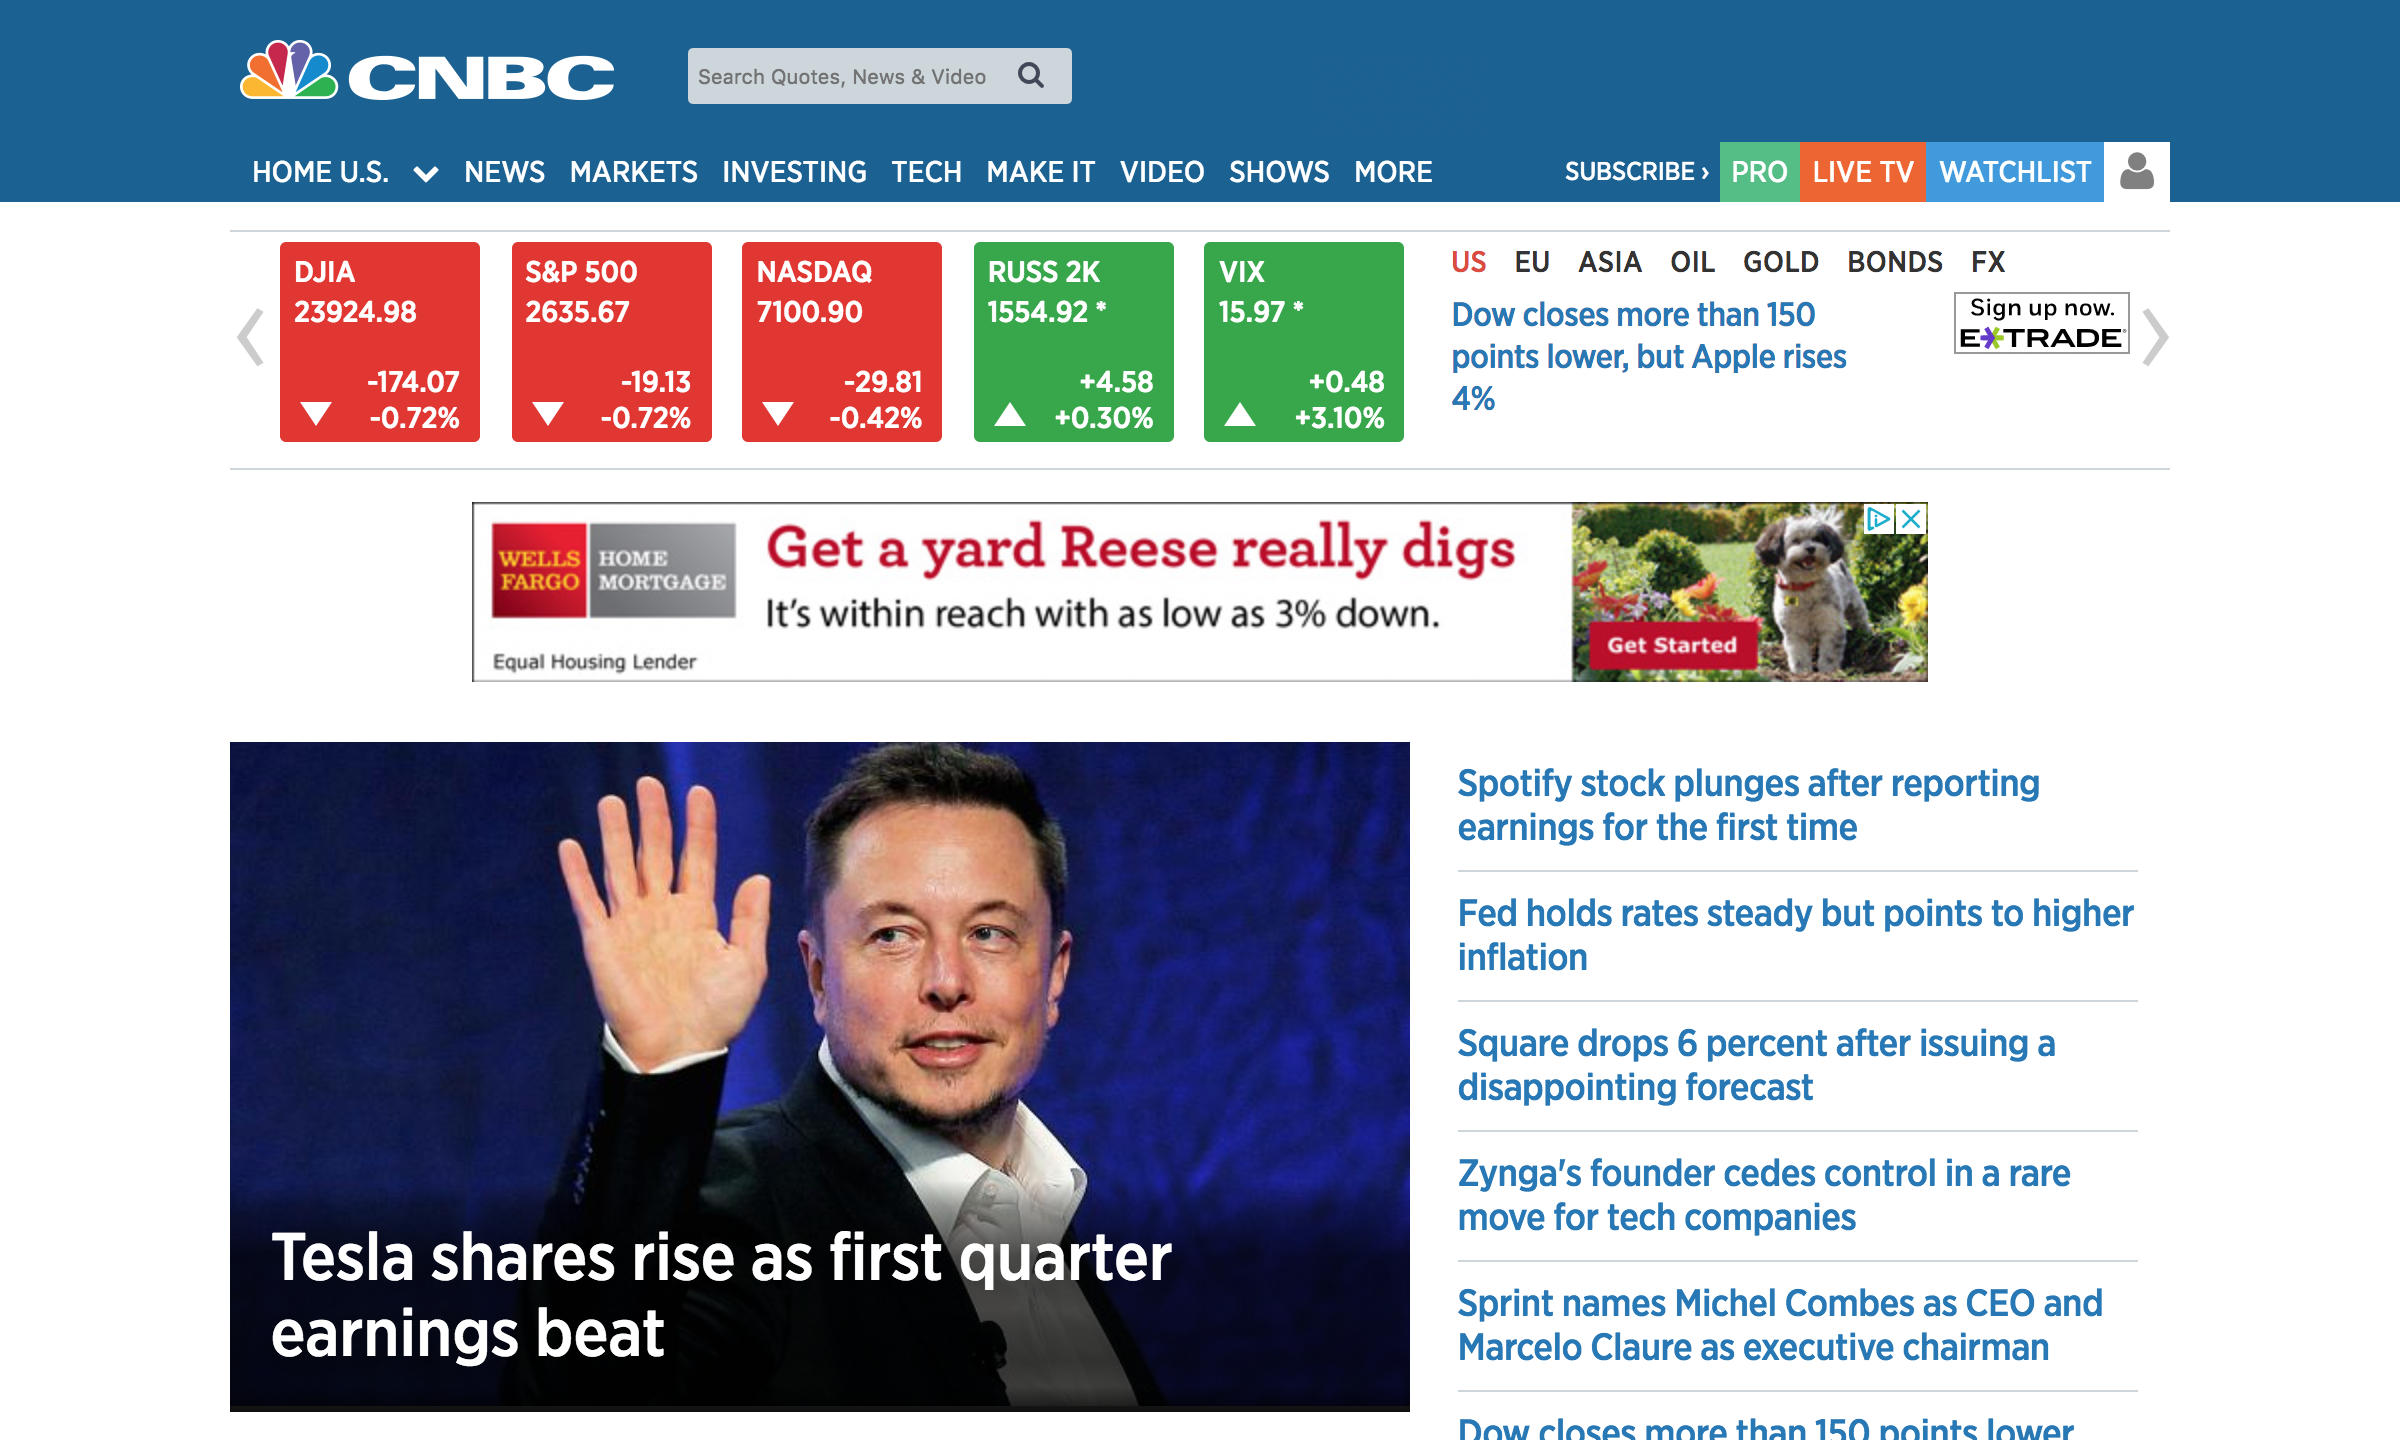 CNBC
Search Quotes, News & Video
HOME U.S. NEWS MARKETS INVESTING TECH MAKE IT VIDEO SHOWS MORE
SUBSCRIBE › PRO LIVE TV WATCHLIST
DJIA
23924.98
-174.07
-0.72%
S&P 500
2635.67
-19.13
-0.72%
NASDAQ
7100.90
-29.81
-0.42%
RUSS 2K
1554.92 *
+4.58
+0.30%
VIX
15.97 *
+0.48
+3.10%
US EU ASIA OIL GOLD BONDS FX
Dow closes more than 150
points lower, but Apple rises
4%
Sign up now.
E*TRADE
WELLS
FARGO
HOME
MORTGAGE
Equal Housing Lender
Get a yard Reese really digs
It's within reach with as low as 3% down.
Get Started
Tesla shares rise as first quarter
earnings beat
Spotify stock plunges after reporting
earnings for the first time
Fed holds rates steady but points to higher
inflation
Square drops 6 percent after issuing a
disappointing forecast
Zynga's founder cedes control in a rare
move for tech companies
Sprint names Michel Combes as CEO and
Marcelo Claure as executive chairman
Dow closes more than 150 points lower